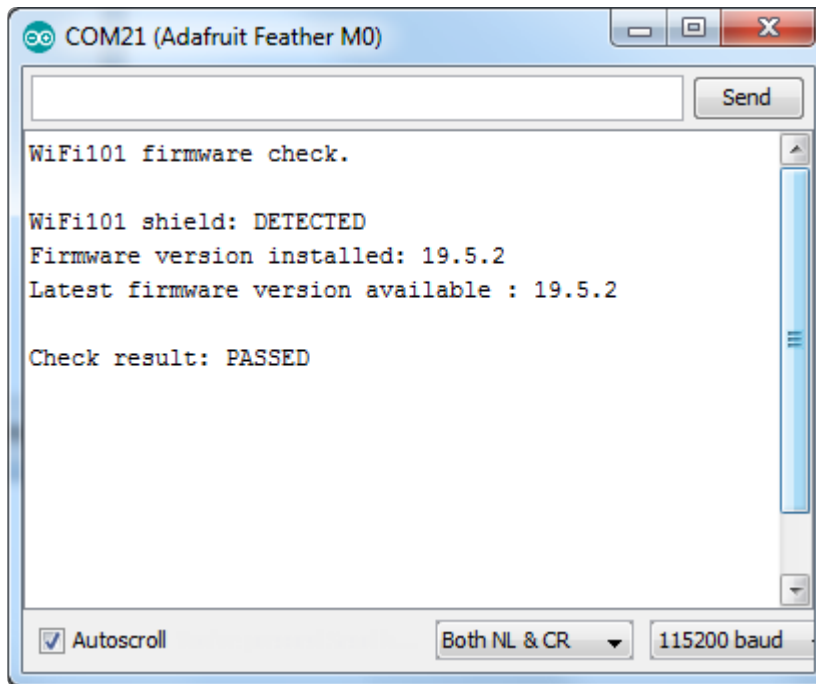 COM21 (Adafruit Feather M0)
Send
WiFi101 firmware check.
WiFi101 shield: DETECTED
Firmware version installed: 19.5.2
Latest firmware version available : 19.5.2
Check result: PASSED
Autoscroll
Both NL & CR
115200 baud